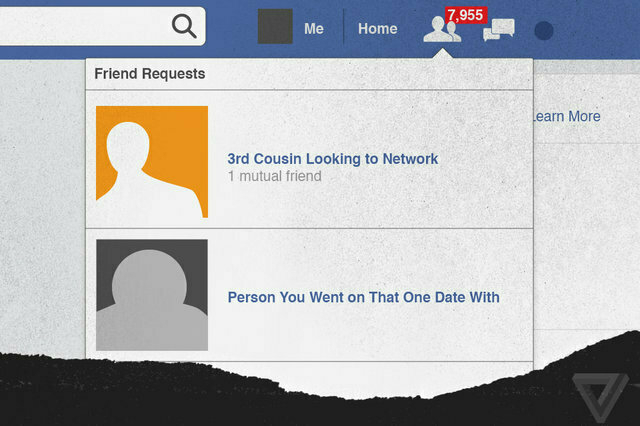 Me
Home
7,955
Friend Requests
Learn More
3rd Cousin Looking to Network
1 mutual friend
Person You Went on That One Date With